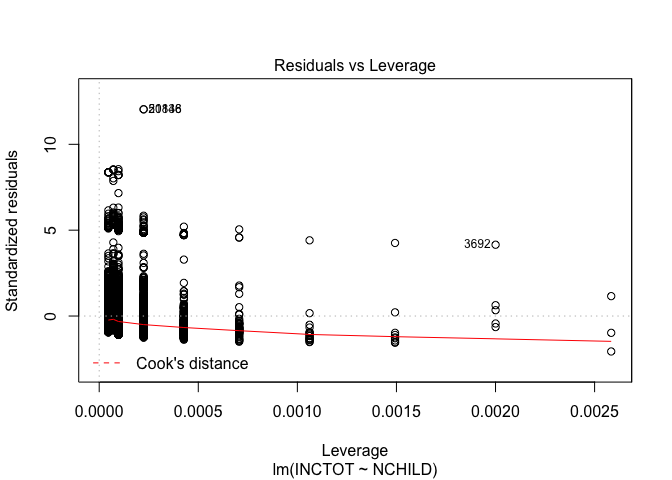 Residuals vs Leverage
Standardized residuals
10
5
0
3692
Cook's distance
0.0000 0.0005 0.0010 0.0015 0.0020 0.0025
Leverage
lm(INCTOT ~ NCHILD)